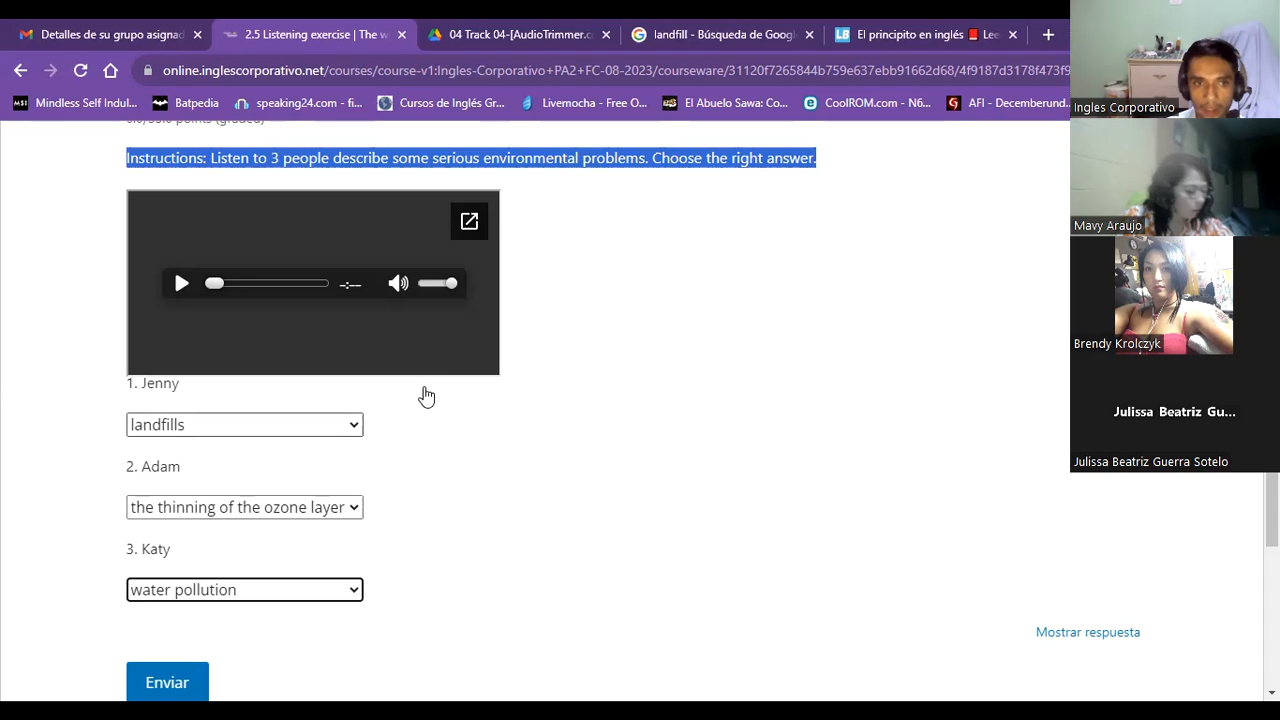 Detalles de su grupo asignad
2.5 Listening exercise | The w
04 Track 04-[AudioTrimmer.c
landfill - Búsqueda de Google
El principito en inglés 📕 Lee
online.inglescorporativo.net/courses/course-v1:Ingles-Corporativo+PA2+FC-08-2023/courseware/31120f7265844b759e637ebb91662d68/4f9187d3178f473f9
Mindless Self Indul...
Batpedia
speaking24.com - fi...
Cursos de Inglés Gr...
Livemocha - Free O...
El Abuelo Sawa: Co...
CoolROM.com - N6...
AFI - Decemberund...
Instructions: Listen to 3 people describe some serious environmental problems. Choose the right answer.
-:--
1. Jenny
landfills
2. Adam
the thinning of the ozone layer
3. Katy
water pollution
Mostrar respuesta
Enviar
Ingles Corporativo
Mavy Araujo
Brendy Krolczyk
Julissa Beatriz Gu...
Julissa Beatriz Guerra Sotelo